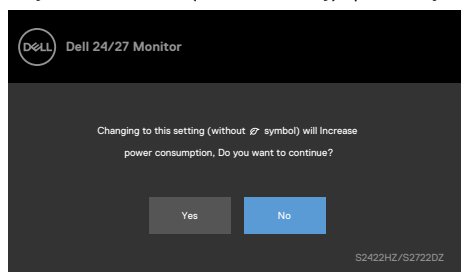 DELL Dell 24/27 Monitor
Changing to this setting (without symbol) will Increase
power consumption, Do you want to continue?
Yes No
S2422HZ/S2722DZ